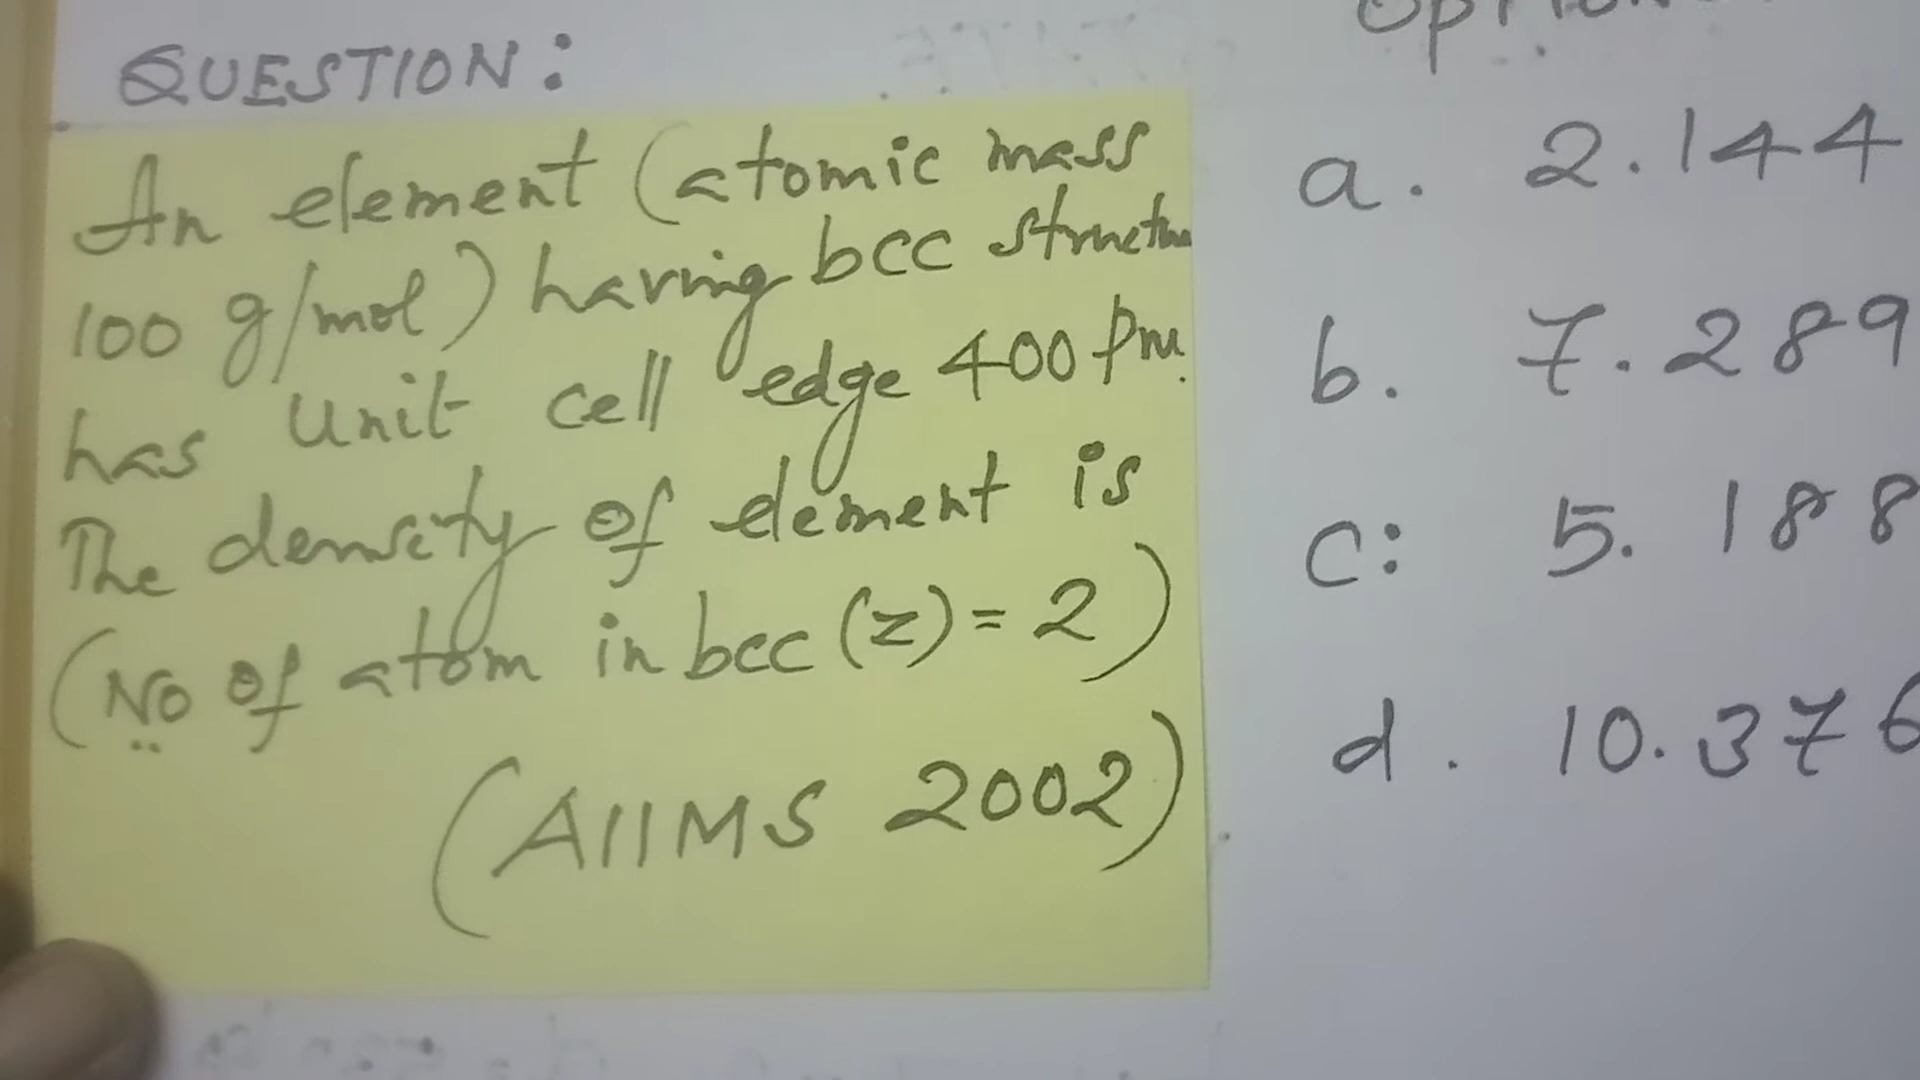 QUESTION:
An element (atomic mass
100 g/mol) having bcc
has unit cell edge 400 Pm.
The density of element is
(No of atom in bcc (z) = 2)
(AIIMS 2002)
a. 2.144
b. 7.289
c: 5.188
d. 10.376